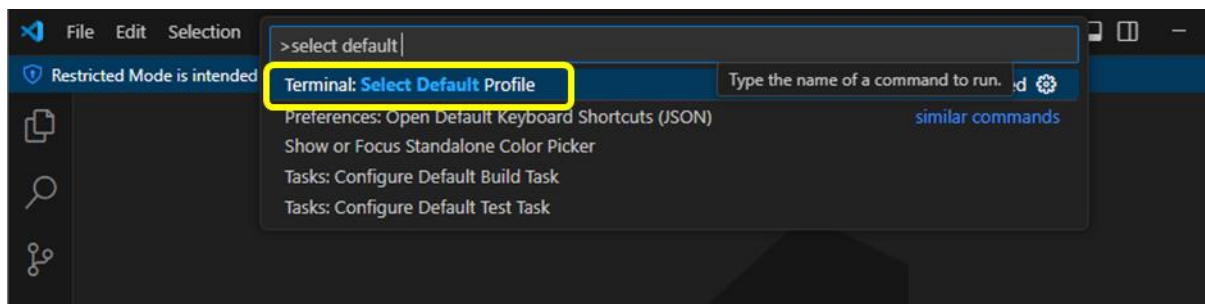 File Edit Selection
>select default
Restricted Mode is intended
Terminal: Select Default Profile
Type the name of a command to run.
Preferences: Open Default Keyboard Shortcuts (JSON)
similar commands
Show or Focus Standalone Color Picker
Tasks: Configure Default Build Task
Tasks: Configure Default Test Task